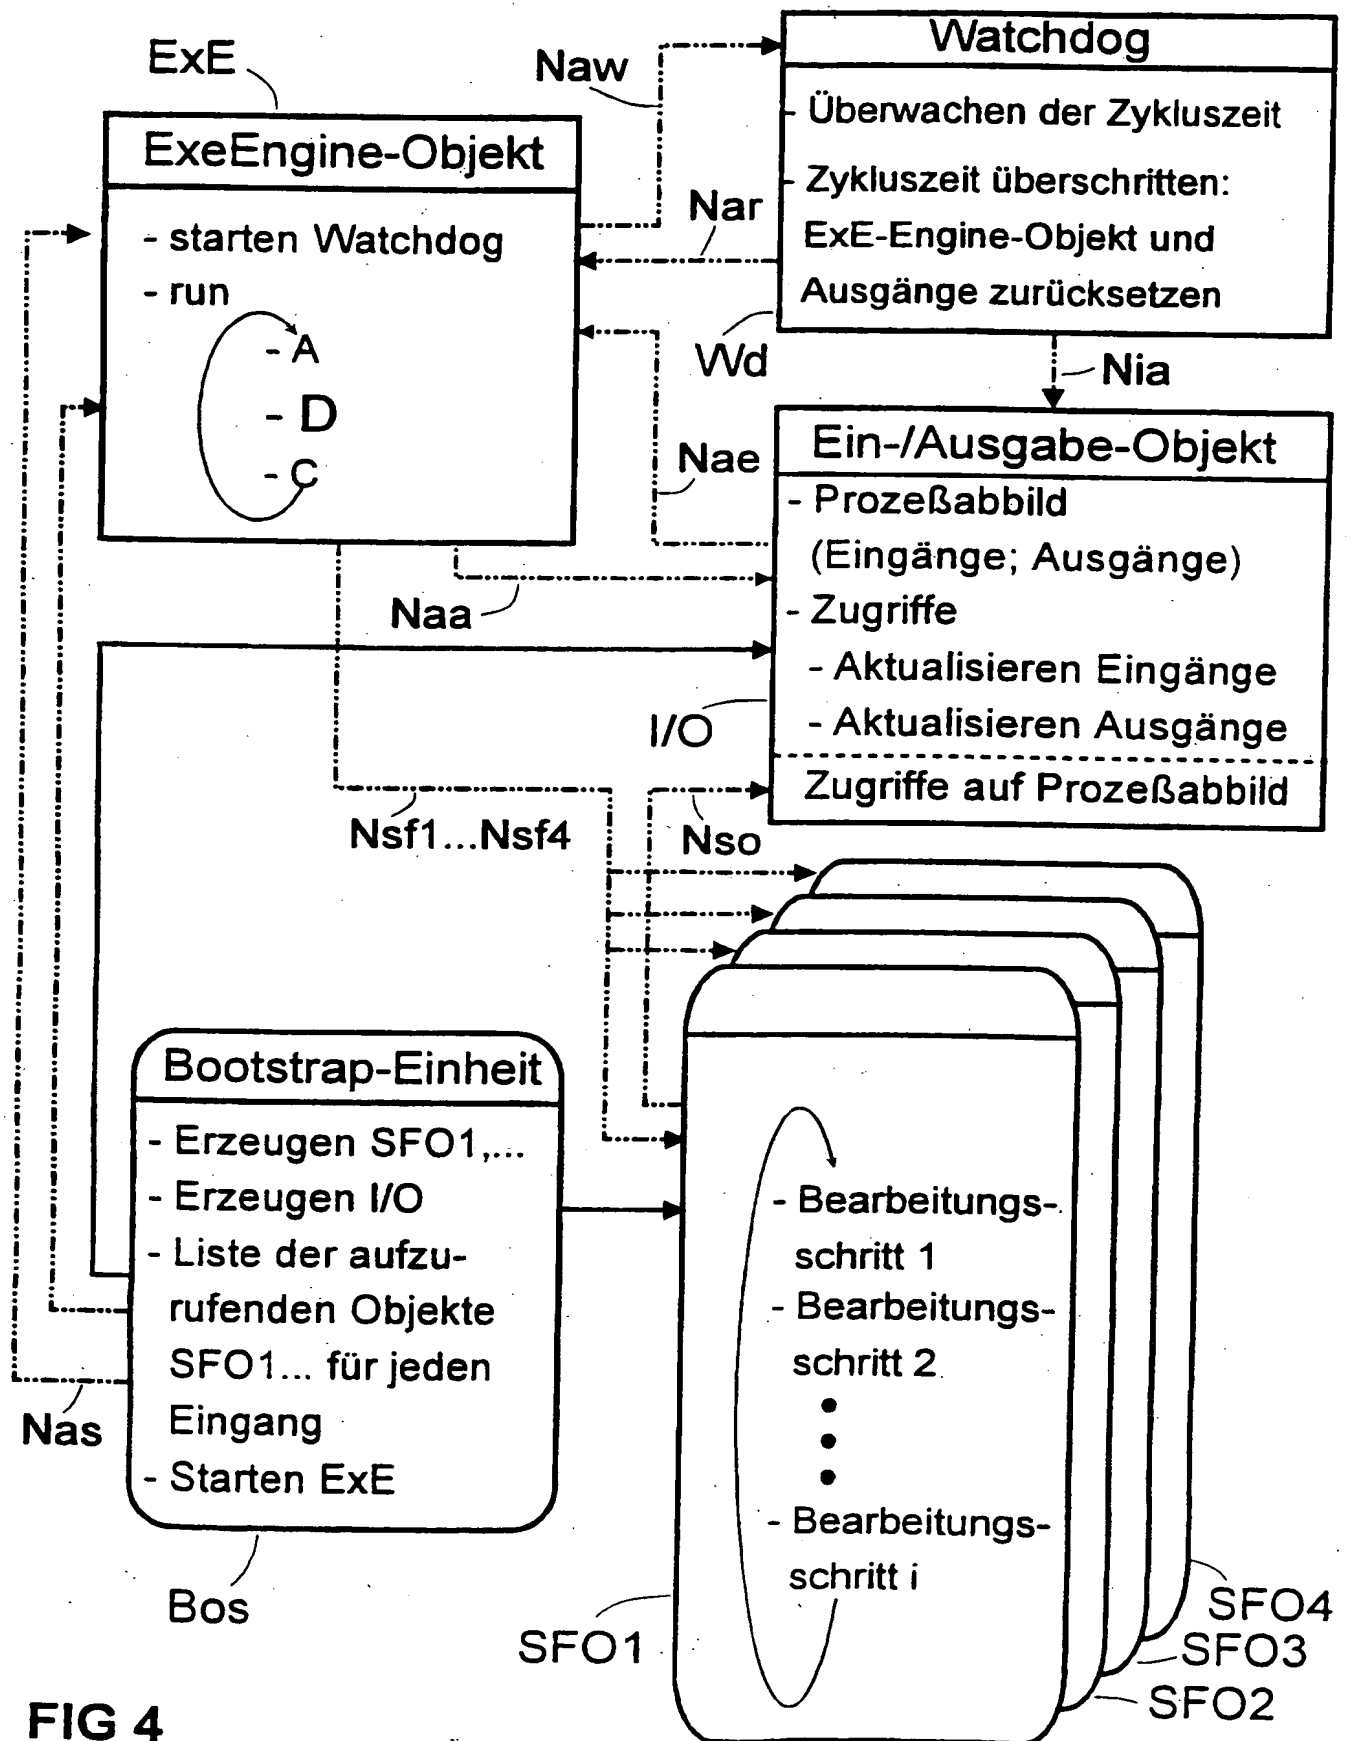 ExE
Naw
Watchdog
- Überwachen der Zykluszeit
- Zykluszeit überschritten:
ExE-Engine-Objekt und
Ausgänge zurücksetzen
ExeEngine-Objekt
- starten Watchdog
- run
- A
- D
- C
Nar
Wd
Nia
Nae
Ein-/Ausgabe-Objekt
- Prozeßabbild
(Eingänge; Ausgänge)
- Zugriffe
- Aktualisieren Eingänge
- Aktualisieren Ausgänge
Zugriffe auf Prozeßabbild
Naa
I/O
Nsf1...Nsf4
Nso
Bootstrap-Einheit
- Erzeugen SFO1,...
- Erzeugen I/O
- Liste der aufzu-
rufenden Objekte
SFO1... für jeden
Eingang
- Starten ExE
Nas
Bos
- Bearbeitungs-
schritt 1
- Bearbeitungs-
schritt 2
- Bearbeitungs-
schritt i
SFO1
SFO4
SFO3
SFO2
FIG 4